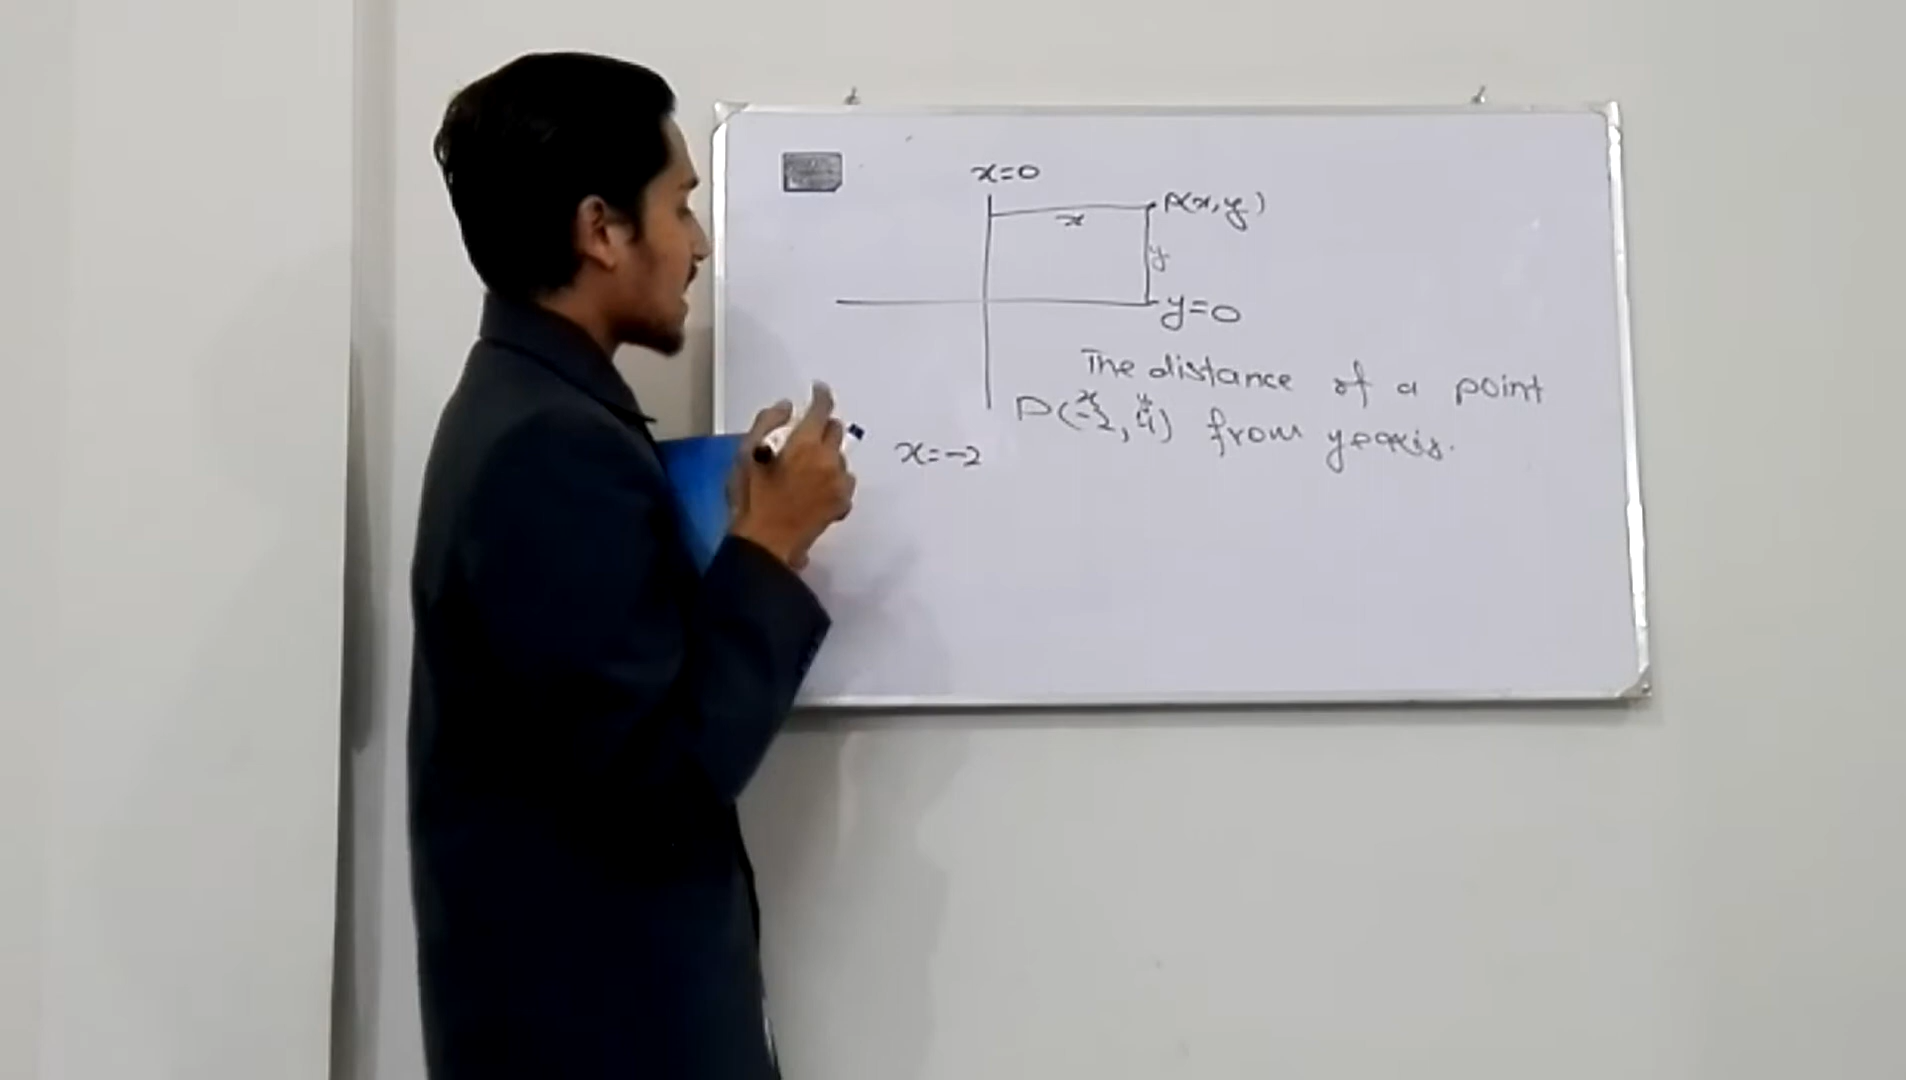 x=0
P(x,y)
x
y
y=0
The distance of a point
x y
P(-2,4) from y-axis.
x=-2